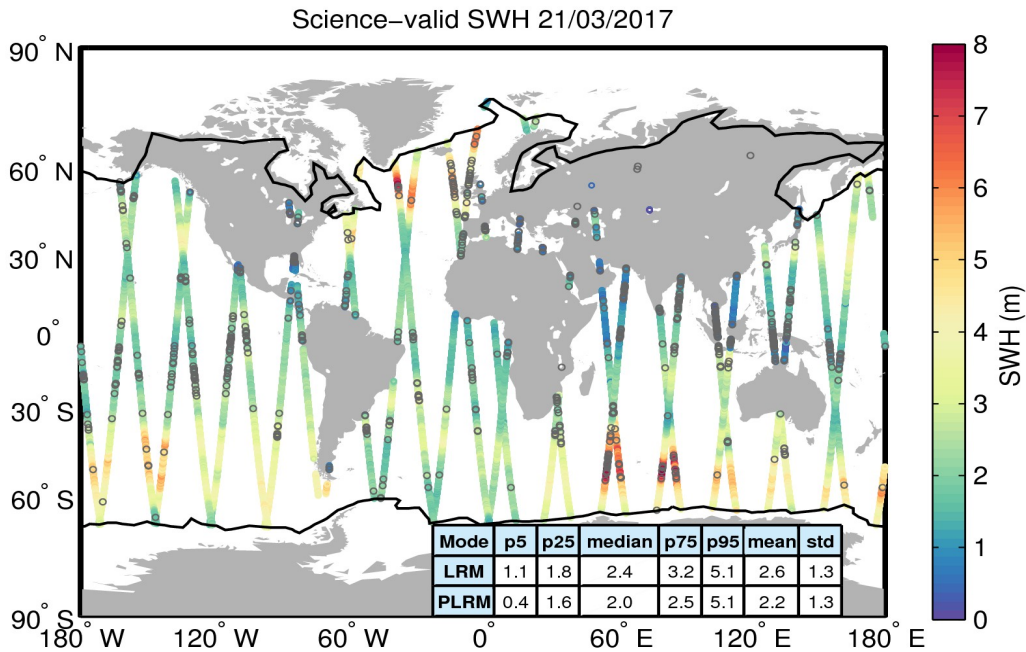 Science−valid SWH 21/03/2017
90° N
60° N
30° N
0°
30° S
60° S
90° S
180° W
120° W
60° W
0°
60° E
120° E
180° E
8
7
6
5
4
3
2
1
0
SWH (m)
Mode p5 p25 median p75 p95 mean std
LRM 1.1 1.8 2.4 3.2 5.1 2.6 1.3
PLRM 0.4 1.6 2.0 2.5 5.1 2.2 1.3